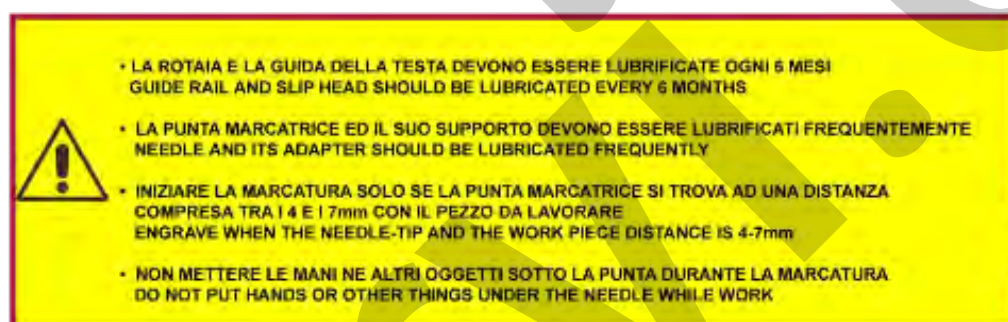 • LA ROTAIA E LA GUIDA DELLA TESTA DEVONO ESSERE LUBRIFICATE OGNI 6 MESI
GUIDE RAIL AND SLIP HEAD SHOULD BE LUBRICATED EVERY 6 MONTHS
• LA PUNTA MARCATRICE ED IL SUO SUPPORTO DEVONO ESSERE LUBRIFICATI FREQUENTEMENTE
NEEDLE AND ITS ADAPTER SHOULD BE LUBRICATED FREQUENTLY
• INIZIARE LA MARCATURA SOLO SE LA PUNTA MARCATRICE SI TROVA AD UNA DISTANZA
COMPRESA TRA I 4 E I 7mm CON IL PEZZO DA LAVORARE
ENGRAVE WHEN THE NEEDLE-TIP AND THE WORK PIECE DISTANCE IS 4-7mm
• NON METTERE LE MANI NE ALTRI OGGETTI SOTTO LA PUNTA DURANTE LA MARCATURA
DO NOT PUT HANDS OR OTHER THINGS UNDER THE NEEDLE WHILE WORK